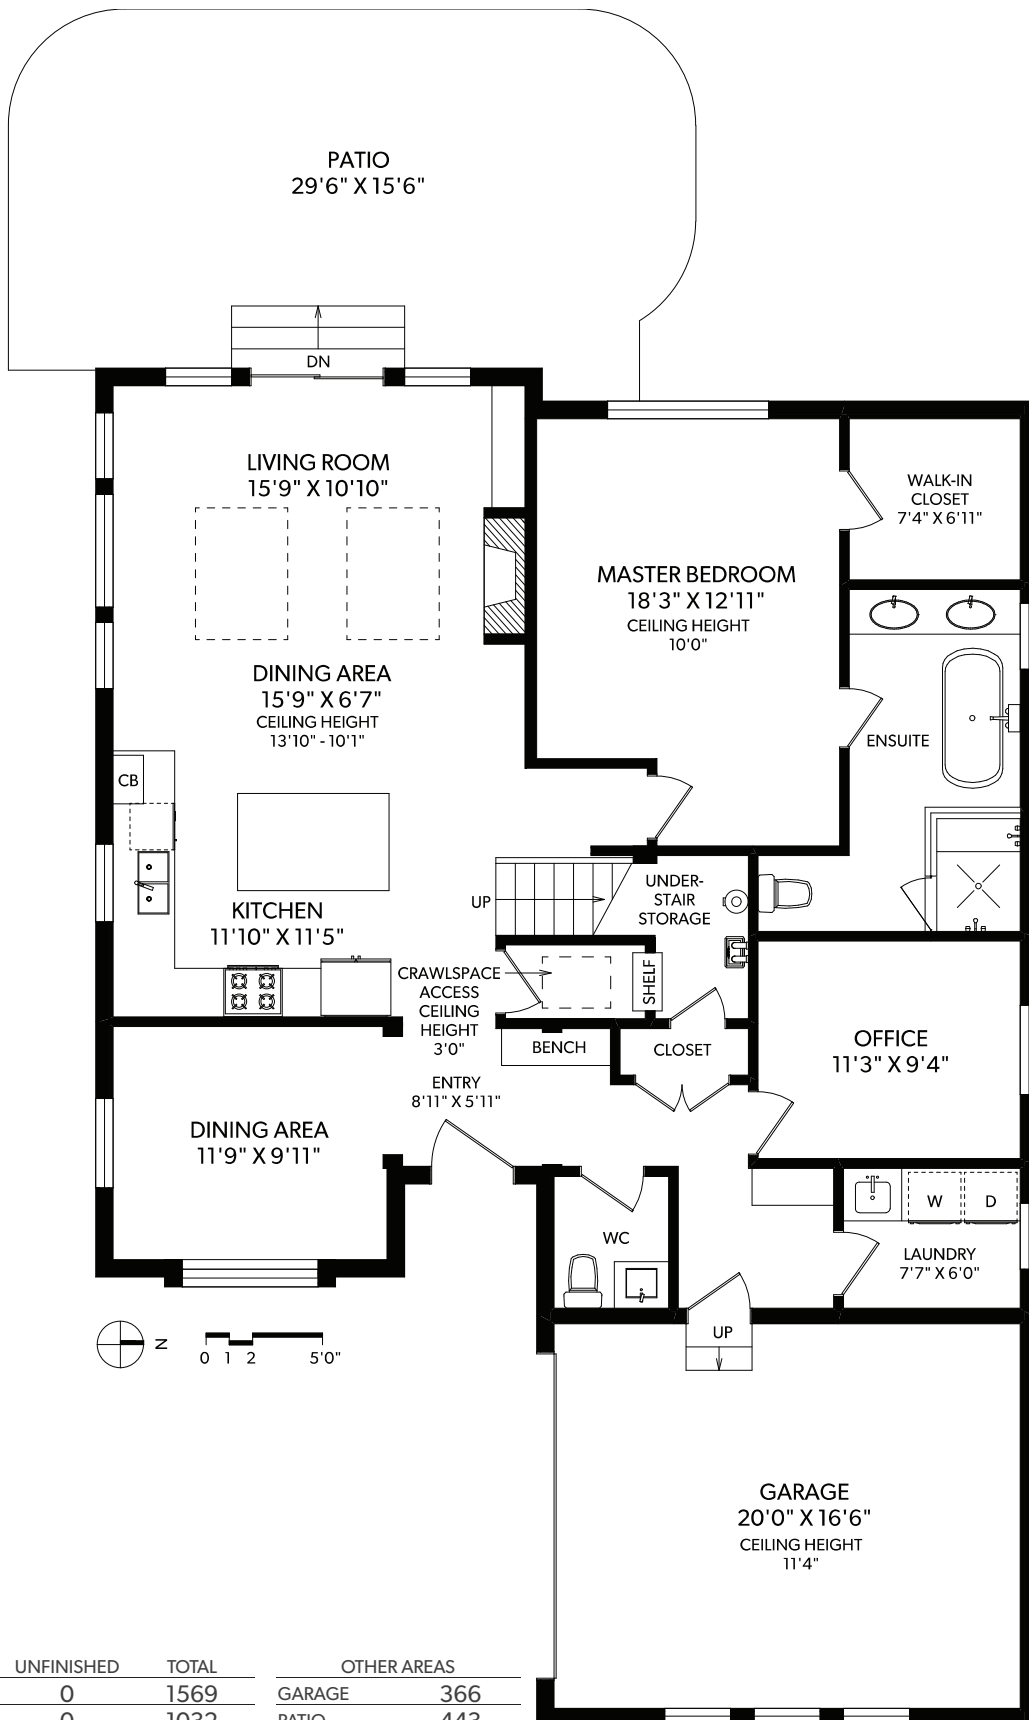 PATIO
29'6" X 15'6"
DN
LIVING ROOM
15'9" X 10'10"
WALK-IN
CLOSET
7'4" X 6'11"
MASTER BEDROOM
18'3" X 12'11"
CEILING HEIGHT
10'0"
DINING AREA
15'9" X 6'7"
CEILING HEIGHT
13'10" - 10'1"
ENSUITE
CB
UP
UNDER-
STAIR
STORAGE
KITCHEN
11'10" X 11'5"
CRAWLSPACE
ACCESS
CEILING
HEIGHT
3'0"
SHELF
BENCH
CLOSET
OFFICE
11'3" X 9'4"
ENTRY
8'11" X 5'11"
DINING AREA
11'9" X 9'11"
W D
WC
LAUNDRY
7'7" X 6'0"
UP
N
0 1 2 5'0"
GARAGE
20'0" X 16'6"
CEILING HEIGHT
11'4"
UNFINISHED TOTAL OTHER AREAS
0 1569 GARAGE 366
0 1032 PATIO 443